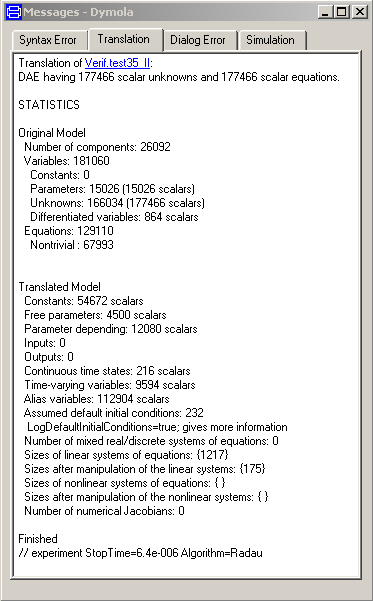 Messages - Dymola
Syntax Error Translation Dialog Error Simulation
Translation of Verif.test35_II:
DAE having 177466 scalar unknowns and 177466 scalar equations.
STATISTICS
Original Model
Number of components: 26092
Variables: 181060
Constants: 0
Parameters: 15026 (15026 scalars)
Unknowns: 166034 (177466 scalars)
Differentiated variables: 864 scalars
Equations: 129110
Nontrivial : 67993
Translated Model
Constants: 54672 scalars
Free parameters: 4500 scalars
Parameter depending: 12080 scalars
Inputs: 0
Outputs: 0
Continuous time states: 216 scalars
Time-varying variables: 9594 scalars
Alias variables: 112904 scalars
Assumed default initial conditions: 232
LogDefaultInitialConditions=true; gives more information
Number of mixed real/discrete systems of equations: 0
Sizes of linear systems of equations: {1217}
Sizes after manipulation of the linear systems: {175}
Sizes of nonlinear systems of equations: { }
Sizes after manipulation of the nonlinear systems: { }
Number of numerical Jacobians: 0
Finished
// experiment StopTime=6.4e-006 Algorithm=Radau